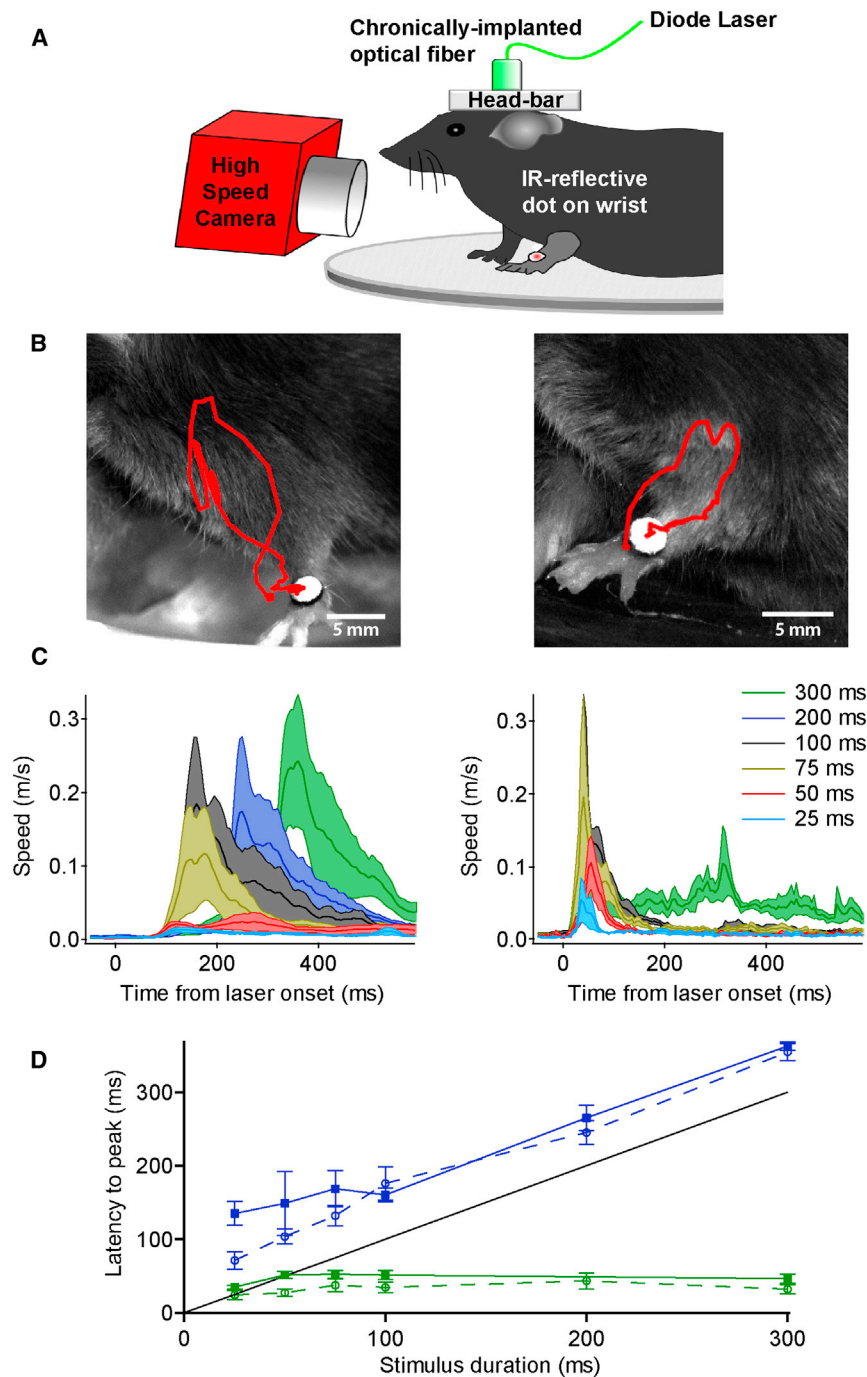 A
Chronically-implanted
optical fiber
Diode Laser
Head-bar
High
Speed
Camera
IR-reflective
dot on wrist
B
5 mm
5 mm
C
0.3
0.2
0.1
0.0
Speed (m/s)
0
200
400
Time from laser onset (ms)
0.3
0.2
0.1
0.0
Speed (m/s)
0
200
400
Time from laser onset (ms)
300 ms
200 ms
100 ms
75 ms
50 ms
25 ms
D
300
200
100
0
Latency to peak (ms)
0
100
200
300
Stimulus duration (ms)